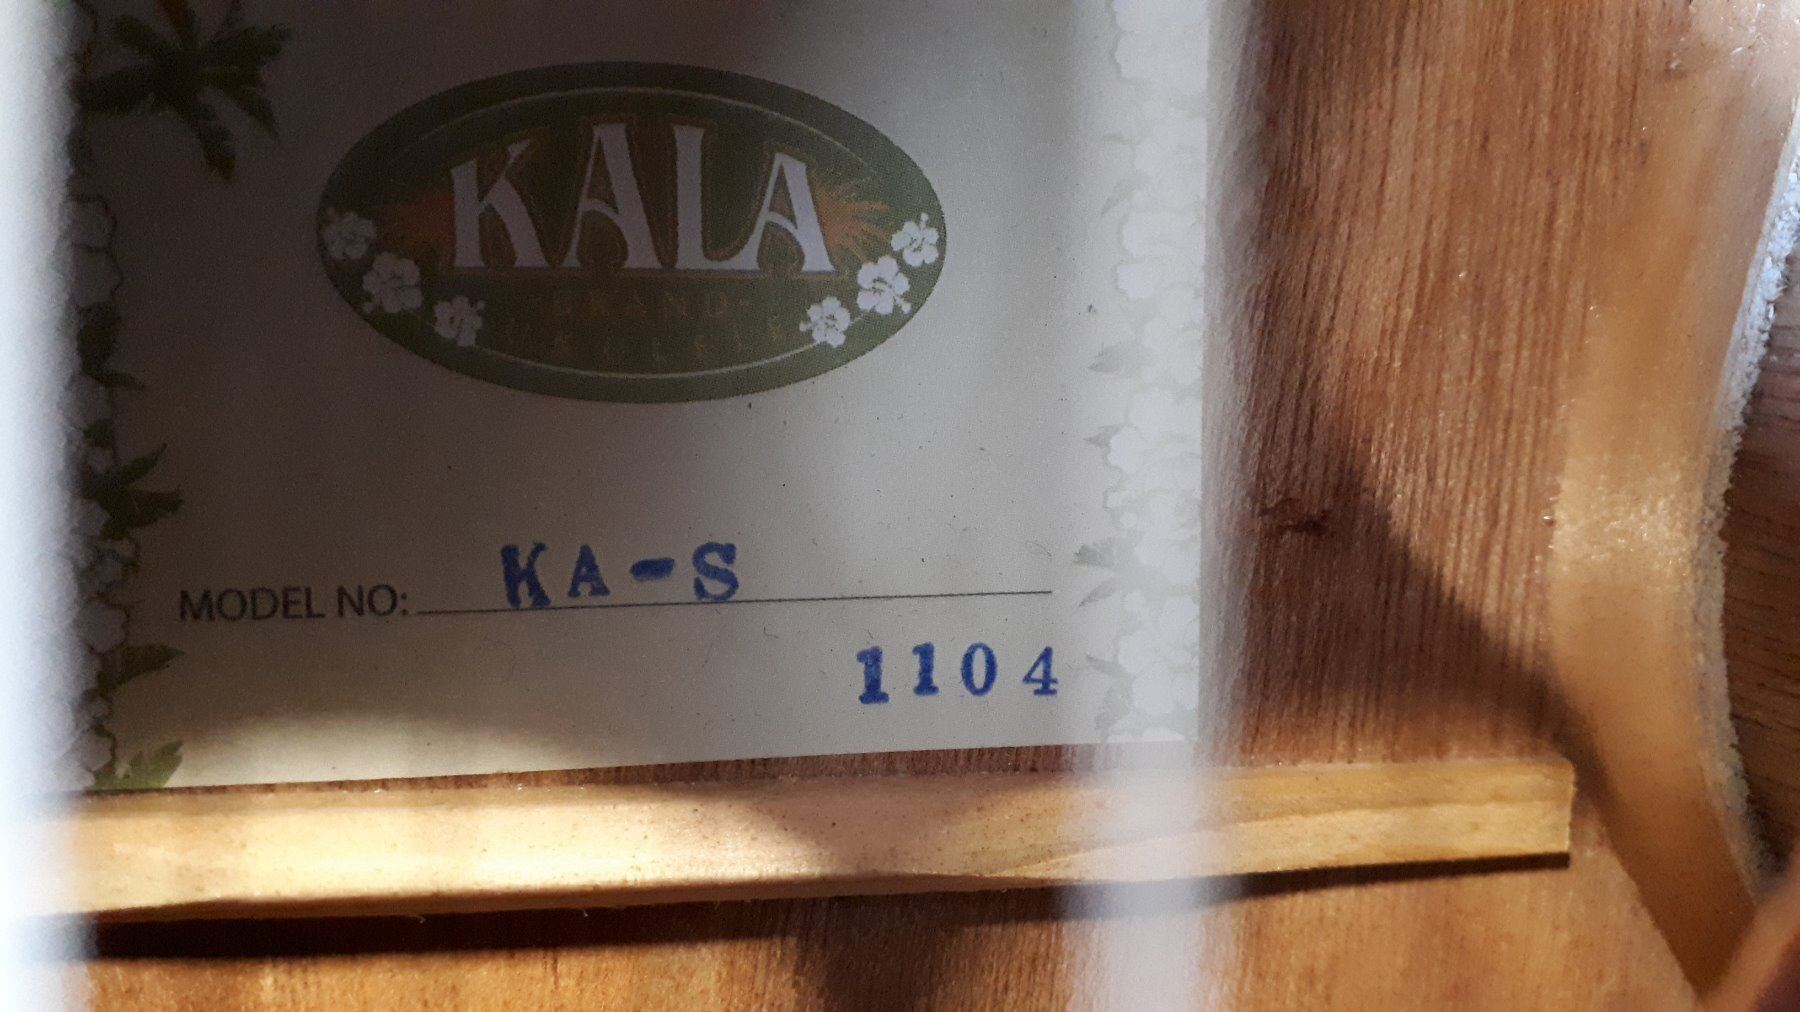 KALA
-BRAND-
UKULELE
MODEL NO: KA-S
1104